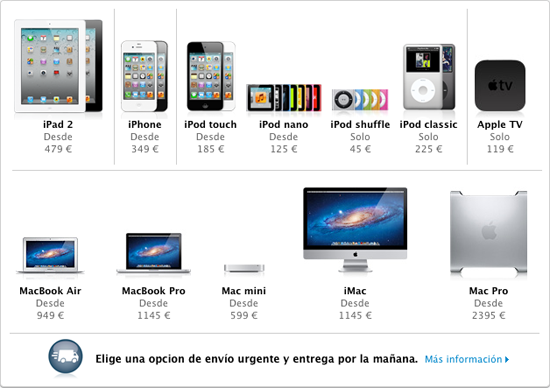 iPad 2
Desde
479 €
iPhone
Desde
349 €
iPod touch
Desde
185 €
iPod nano
Desde
125 €
iPod shuffle
Solo
45 €
iPod classic
Solo
225 €
tv
Apple TV
Solo
119 €
MacBook Air
Desde
949 €
MacBook Pro
Desde
1145 €
Mac mini
Desde
599 €
iMac
Desde
1145 €
Mac Pro
Desde
2395 €
Elige una opcion de envío urgente y entrega por la mañana. Más información